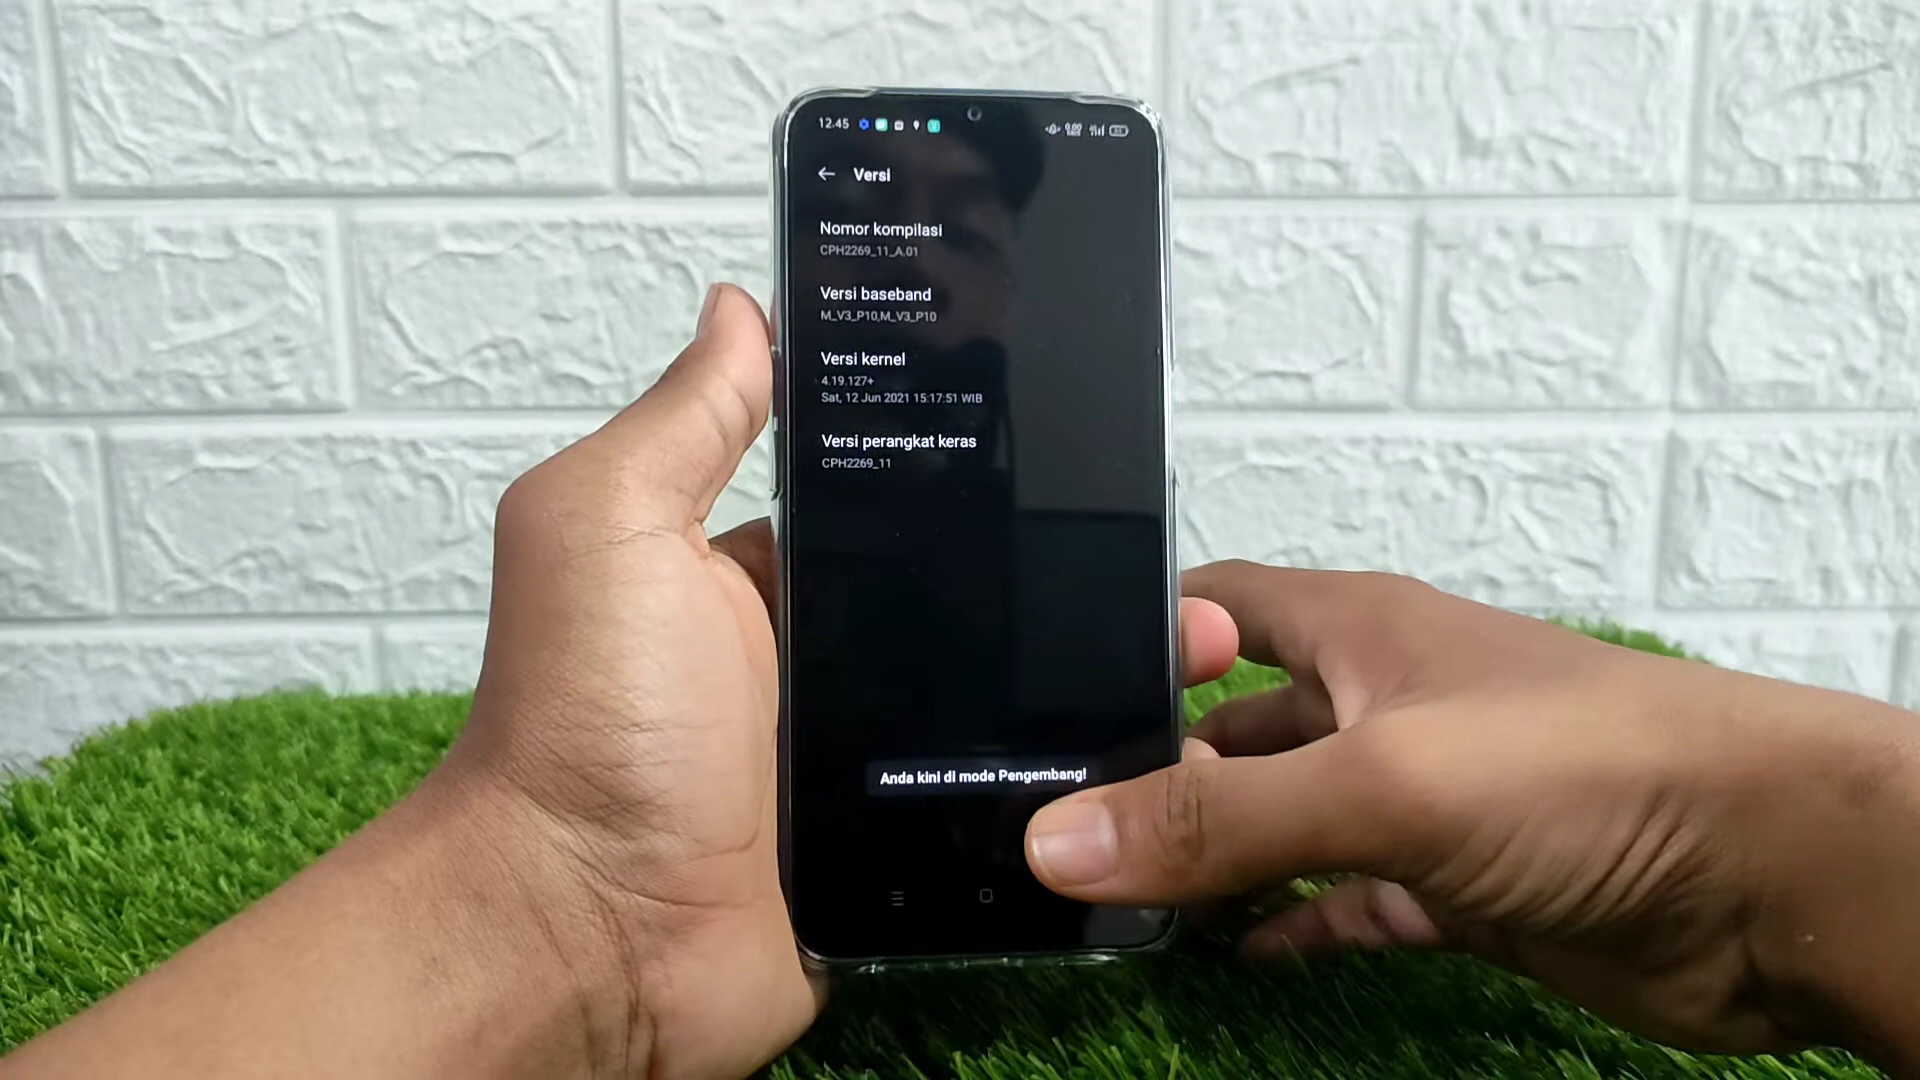 12.45
Versi
Nomor kompilasi
CPH2269_11_A.01
Versi baseband
M_V3_P10,M_V3_P10
Versi kernel
4.19.127+
Sat, 12 Jun 2021 15:17:51 WIB
Versi perangkat keras
CPH2269_11
Anda kini di mode Pengembang!